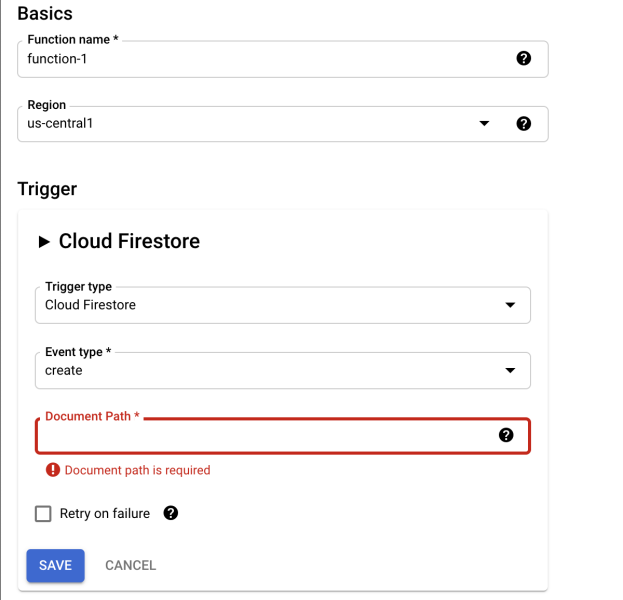 Basics
Function name *
function-1
Region
us-central1
Trigger
Cloud Firestore
Trigger type
Cloud Firestore
Event type *
create
Document Path *
Document path is required
Retry on failure
SAVE CANCEL